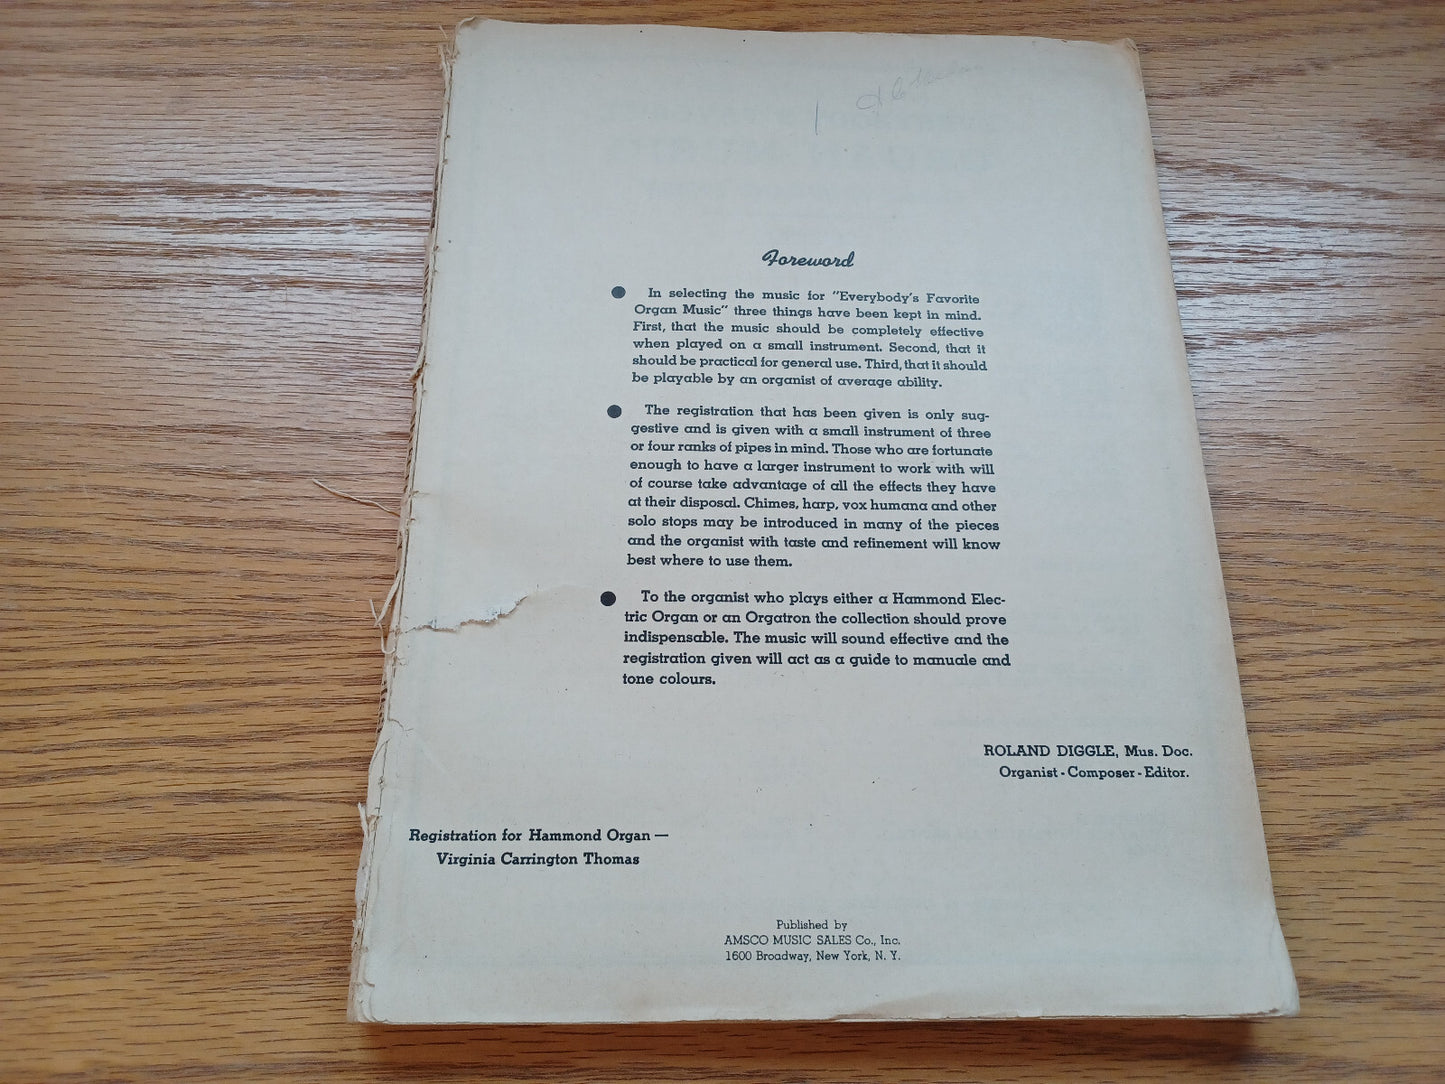 Foreword
● In selecting the music for "Everybody's Favorite
Organ Music" three things have been kept in mind.
First, that the music should be completely effective
when played on a small instrument. Second, that it
should be practical for general use. Third, that it should
be playable by an organist of average ability.
● The registration that has been given is only sug-
gestive and is given with a small instrument of three
or four ranks of pipes in mind. Those who are fortunate
enough to have a larger instrument to work with will
of course take advantage of all the effects they have
at their disposal. Chimes, harp, vox humana and other
solo stops may be introduced in many of the pieces
and the organist with taste and refinement will know
best where to use them.
● To the organist who plays either a Hammond Elec-
tric Organ or an Orgatron the collection should prove
indispensable. The music will sound effective and the
registration given will act as a guide to manuale and
tone colours.
ROLAND DIGGLE, Mus. Doc.
Organist - Composer - Editor.
Registration for Hammond Organ —
Virginia Carrington Thomas
Published by
AMSCO MUSIC SALES Co., Inc.
1600 Broadway, New York, N. Y.